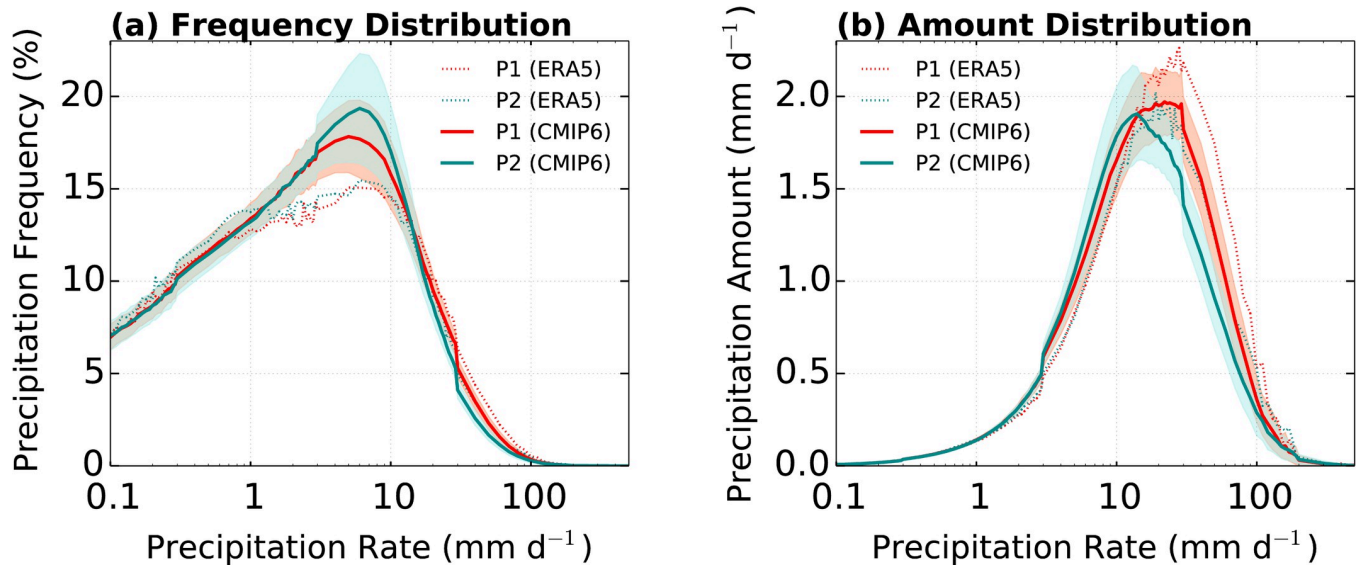 (a) Frequency Distribution
Precipitation Frequency (%)
20
15
10
5
0
0.1
1
10
100
Precipitation Rate (mm d⁻¹)
P1 (ERA5)
P2 (ERA5)
P1 (CMIP6)
P2 (CMIP6)
(b) Amount Distribution
Precipitation Amount (mm d⁻¹)
2.0
1.5
1.0
0.5
0.0
0.1
1
10
100
Precipitation Rate (mm d⁻¹)
P1 (ERA5)
P2 (ERA5)
P1 (CMIP6)
P2 (CMIP6)